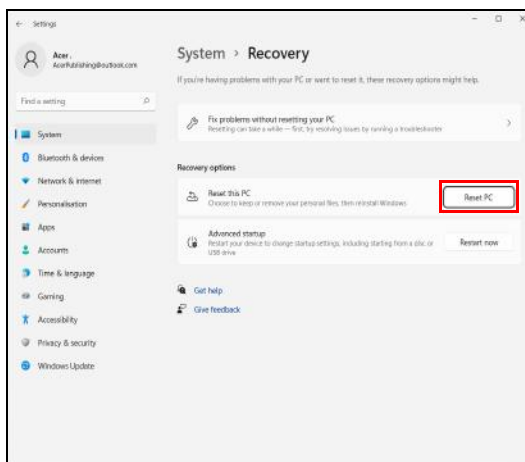 Settings
Acer .
AcerPublishing@outlook.com
System > Recovery
If you're having problems with your PC or want to reset it, these recovery options might help.
Find a setting
Fix problems without resetting your PC
Resetting can take a while — first, try resolving issues by running a troubleshooter
System
Bluetooth & devices
Recovery options
Network & internet
Reset this PC
Choose to keep or remove your personal files, then reinstall Windows
Reset PC
Personalisation
Apps
Advanced startup
Restart your device to change startup settings, including starting from a disc or
USB drive
Restart now
Accounts
Time & language
Gaming
Get help
Give feedback
Accessibility
Privacy & security
Windows Update